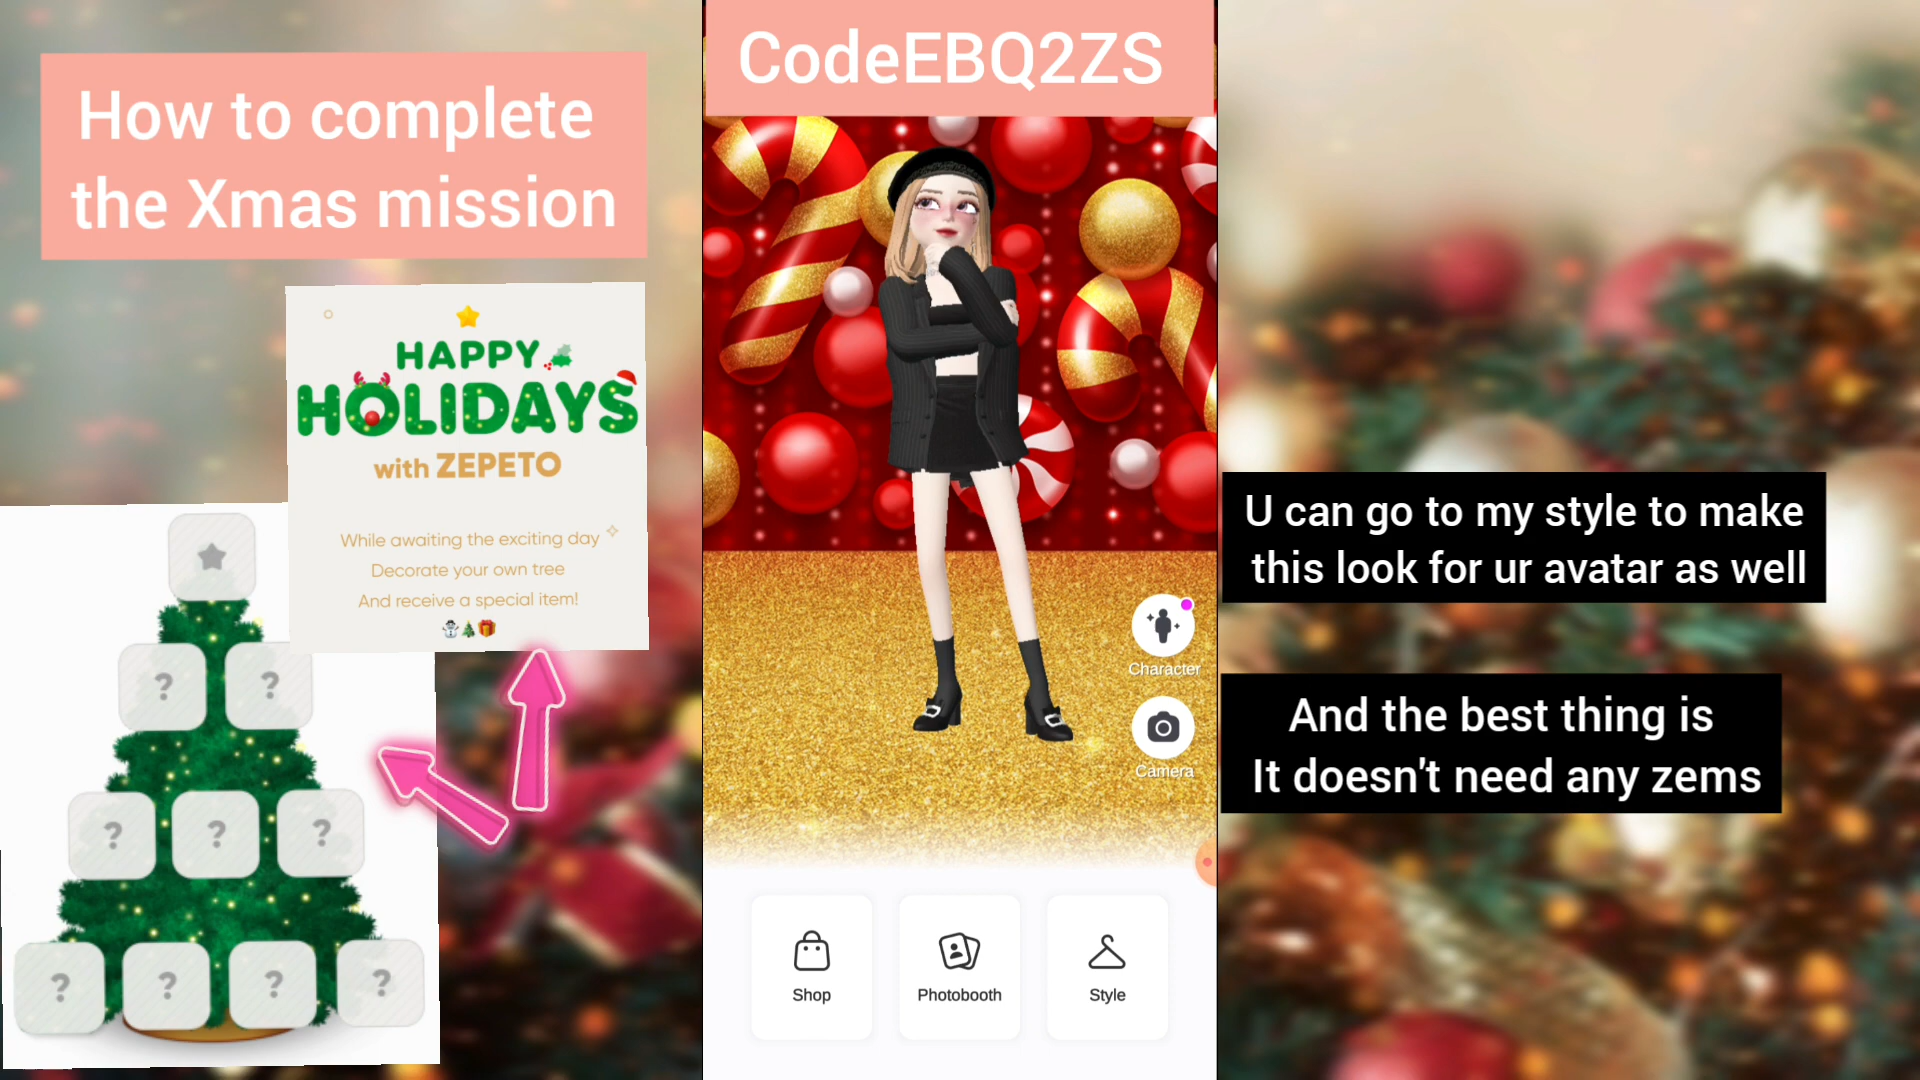 How to complete
the Xmas mission
HAPPY
HOLIDAYS
with ZEPETO
While awaiting the exciting day
Decorate your own tree
And receive a special item!
? ?
? ? ?
? ? ? ?
CodeEBQ2ZS
Character
Camera
Shop
Photobooth
Style
U can go to my style to make
this look for ur avatar as well
And the best thing is
It doesn't need any zems